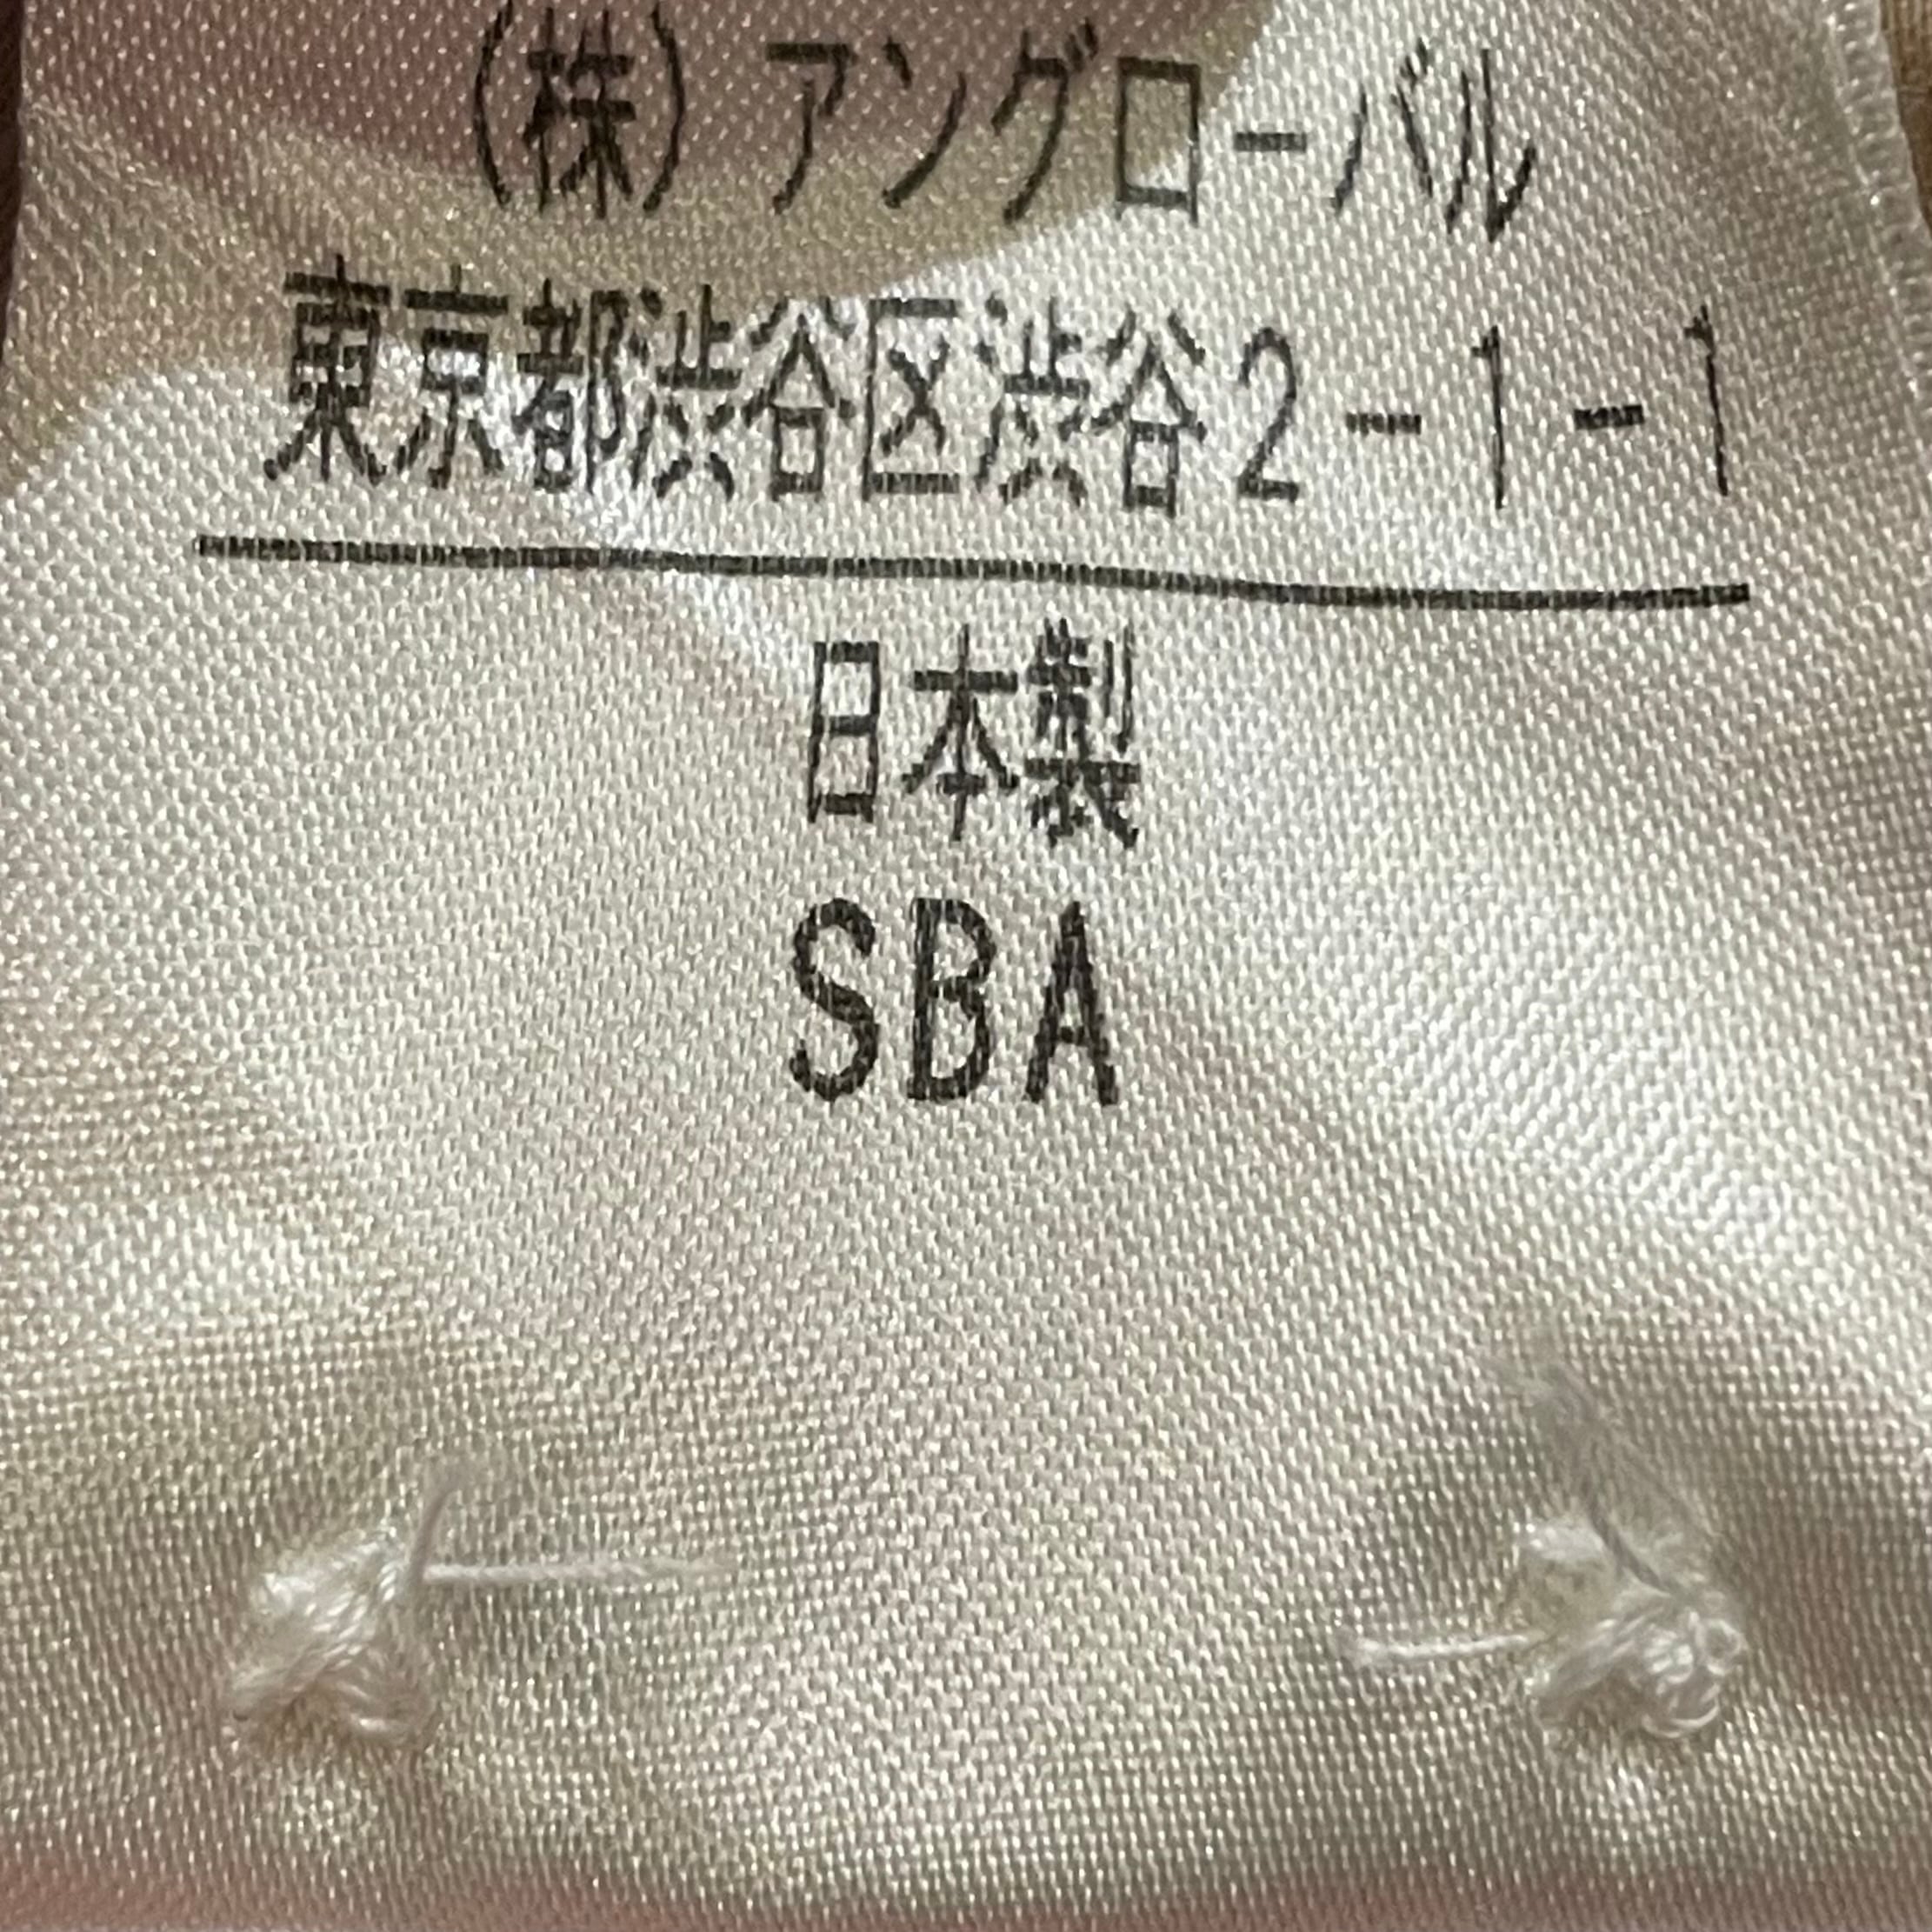 (株)アングローバル
東京都渋谷区渋谷2-1-1
日本製
SBA